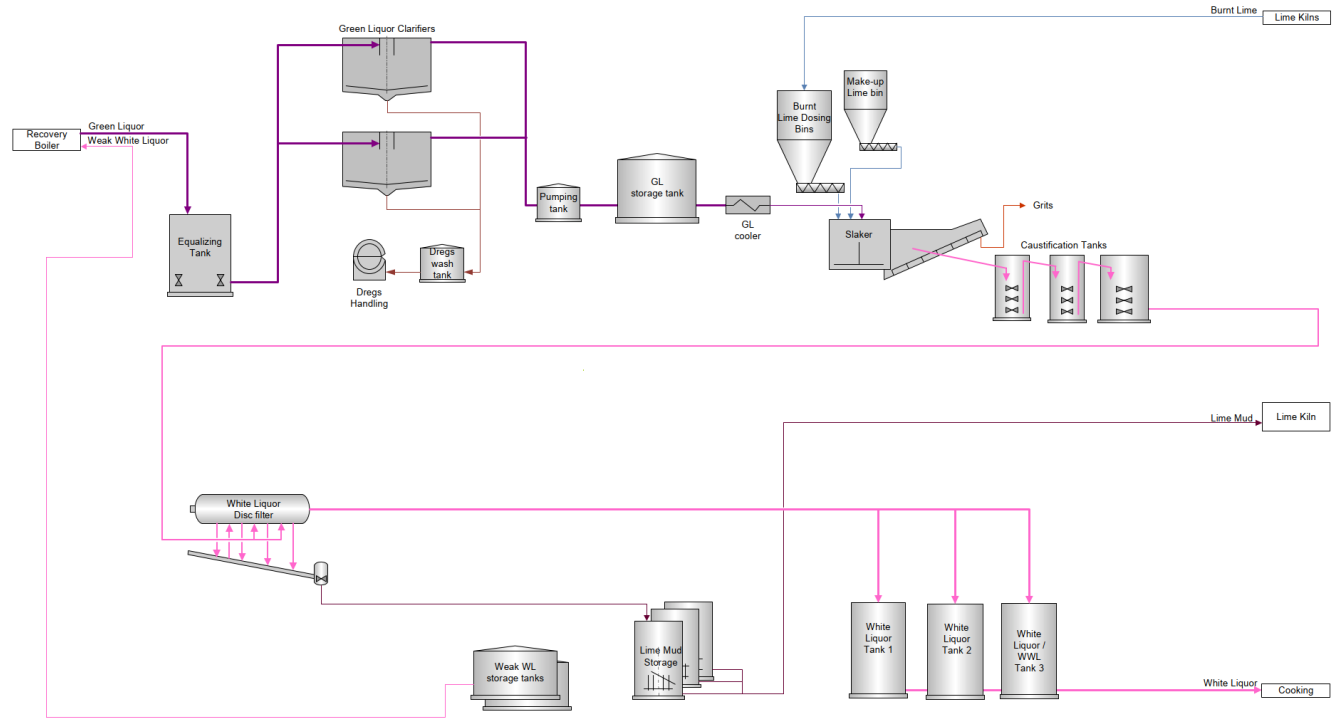 Burnt Lime
Lime Kilns
Green Liquor Clarifiers
Make-up
Lime bin
Burnt
Lime Dosing
Bins
Green Liquor
Recovery
Boiler
Weak White Liquor
GL
storage tank
Pumping
tank
GL
cooler
Grits
Slaker
Equalizing
Tank
Caustification Tanks
Dregs
wash
tank
Dregs
Handling
Lime Mud
Lime Kiln
White Liquor
Disc filter
White
Liquor
Tank 1
White
Liquor
Tank 2
White
Liquor /
WWL
Tank 3
Lime Mud
Storage
Weak WL
storage tanks
White Liquor
Cooking